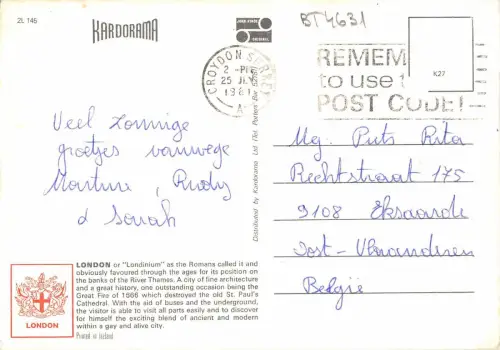 2L 146
KARDORAMA
BT4631
CROYDON SURREY
2 - PM
25 JLY
1981
A
REMEM
to use
POST CODE!
K27
Veel zonnige
groetjes vanwege
Martine, Rudy
d Sarah
Mej. Puts Rita
Rechtstraat 175
9108 Eksaarde
Oost-Vlaanderen
België
Distributed by Kardorama Ltd (Tel. Potters Bar
LONDON or "Londinium" as the Romans called it and
obviously favoured through the ages for its position on
the banks of the River Thames. A city of fine architecture
and a great history, one outstanding occasion being the
Great Fire of 1566 which destroyed the old St. Paul's
Cathedral. With the aid of buses and the underground,
the visitor is able to visit all parts easily and to discover
for himself the exciting blend of ancient and modern
within a gay and alive city.
Printed in Ireland
LONDON